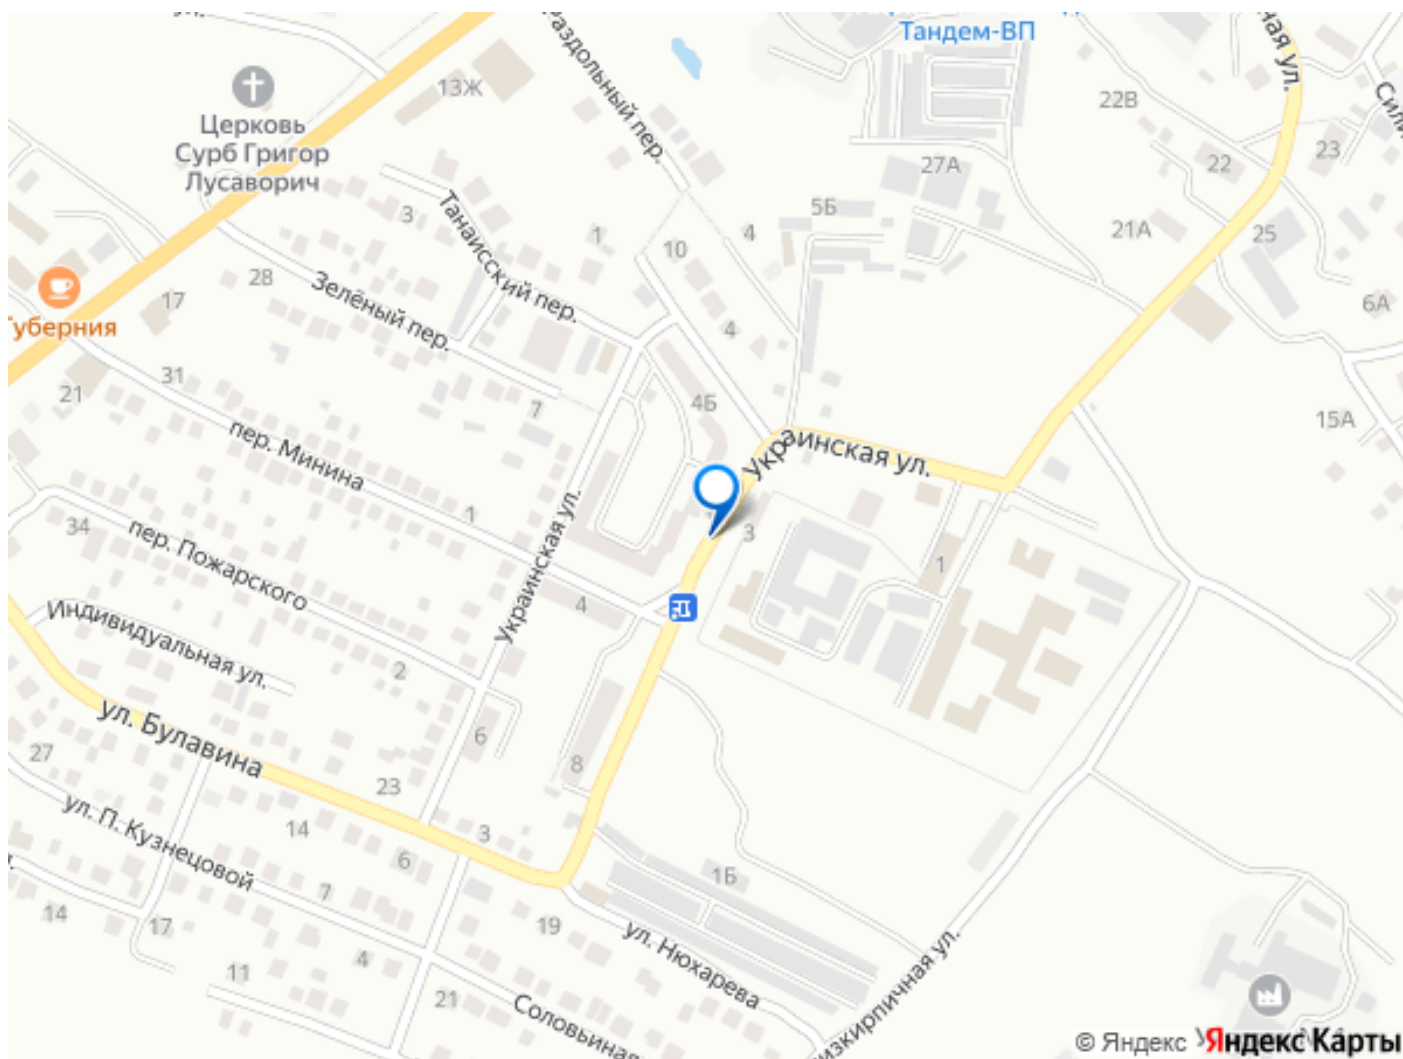 Тандем-ВП
ная ул.
Сили
13Ж
Раздольный пер.
22В
Церковь
Сурб Григор
Лусаворич
27А
22
23
3
Танаисский пер.
1
10
4
5Б
21А
25
28
Зелёный пер.
17
6А
Губерния
4
31
21
7
4Б
15А
пер. Минина
Украинская ул.
34
1
3
пер. Пожарского
Украинская ул.
1
4
Индивидуальная ул.
2
ул. Булавина
6
27
23
8
ул. П. Кузнецовой
14
3
6
1Б
7
14
17
19
ул. Нюхарева
4
11
21
Соловьиная
изкирпичная ул.
© Яндекс
Яндекс Карты